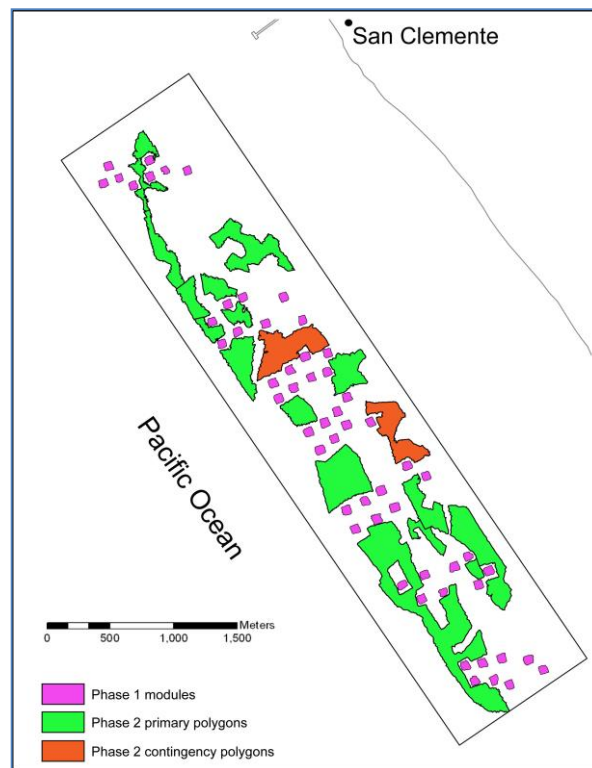 San Clemente
Pacific Ocean
Meters
0 500 1,000 1,500
Phase 1 modules
Phase 2 primary polygons
Phase 2 contingency polygons